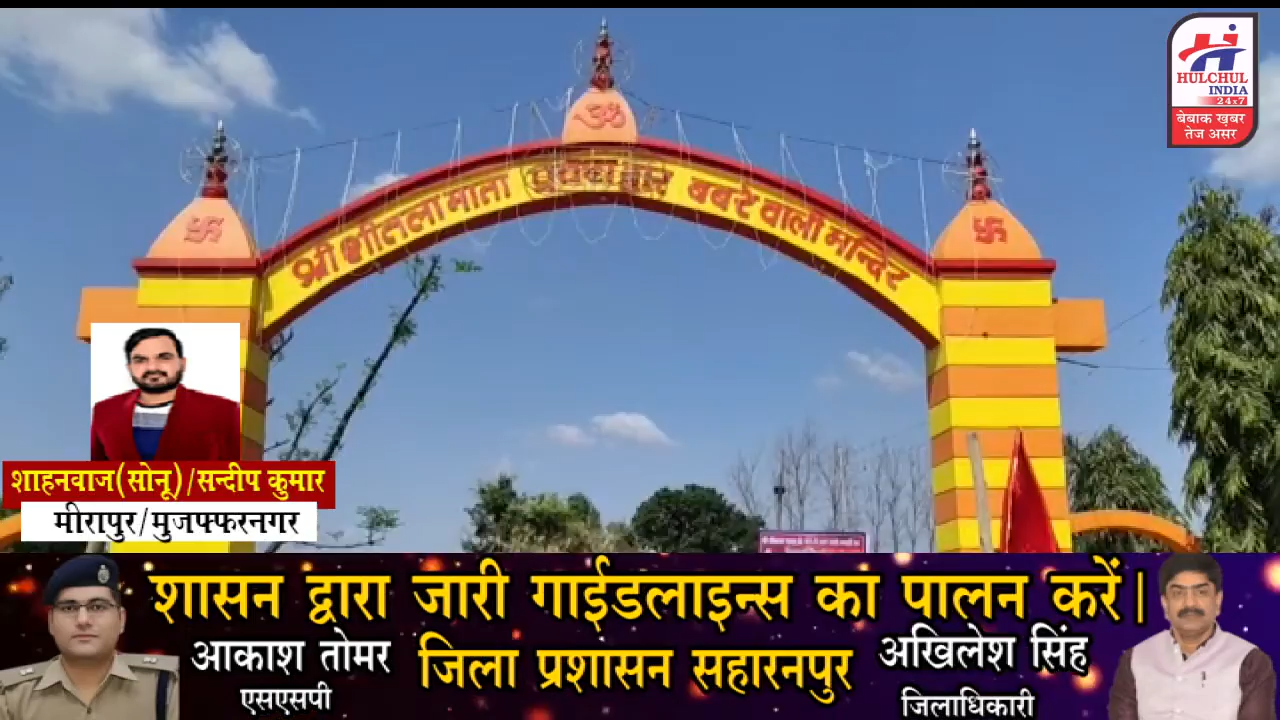 HULCHUL
INDIA
24x7
बेबाक ख़बर
तेज असर
ॐ
श्री शीतला माता
द्वार बबरे वाली मन्दिर
शाहनवाज(सोनू)/सन्दीप कुमार
मीरापुर/मुजफ्फरनगर
शासन द्वारा जारी गाईडलाइन्स का पालन करें|
आकाश तोमर
एसएसपी
जिला प्रशासन सहारनपुर
अखिलेश सिंह
जिलाधिकारी